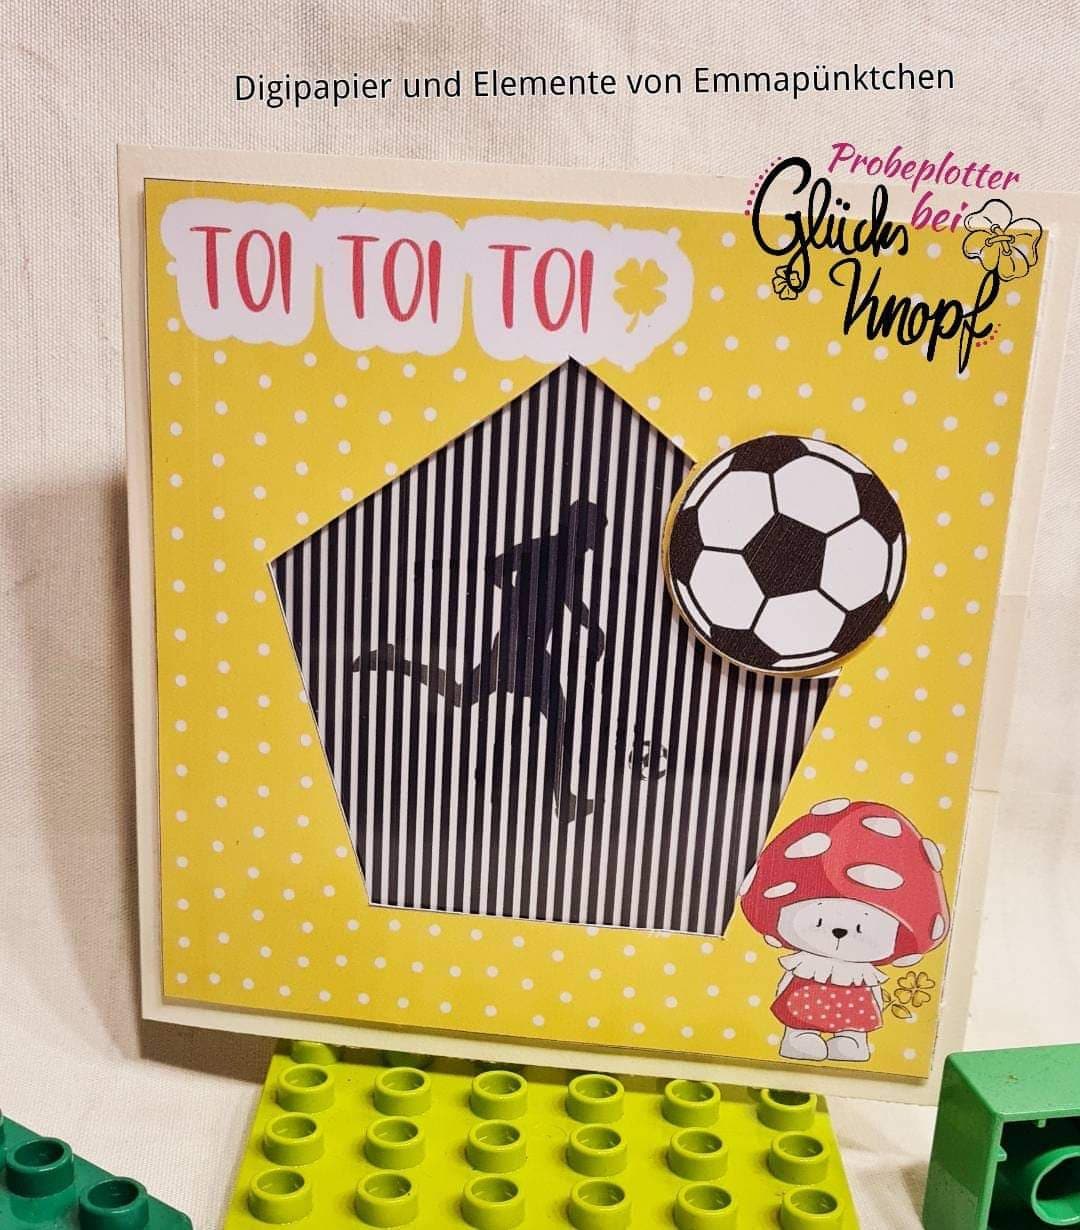 Digipapier und Elemente von Emmapünktchen
Probeplotter
bei
Glücks
Knopf
TOI TOI TOI